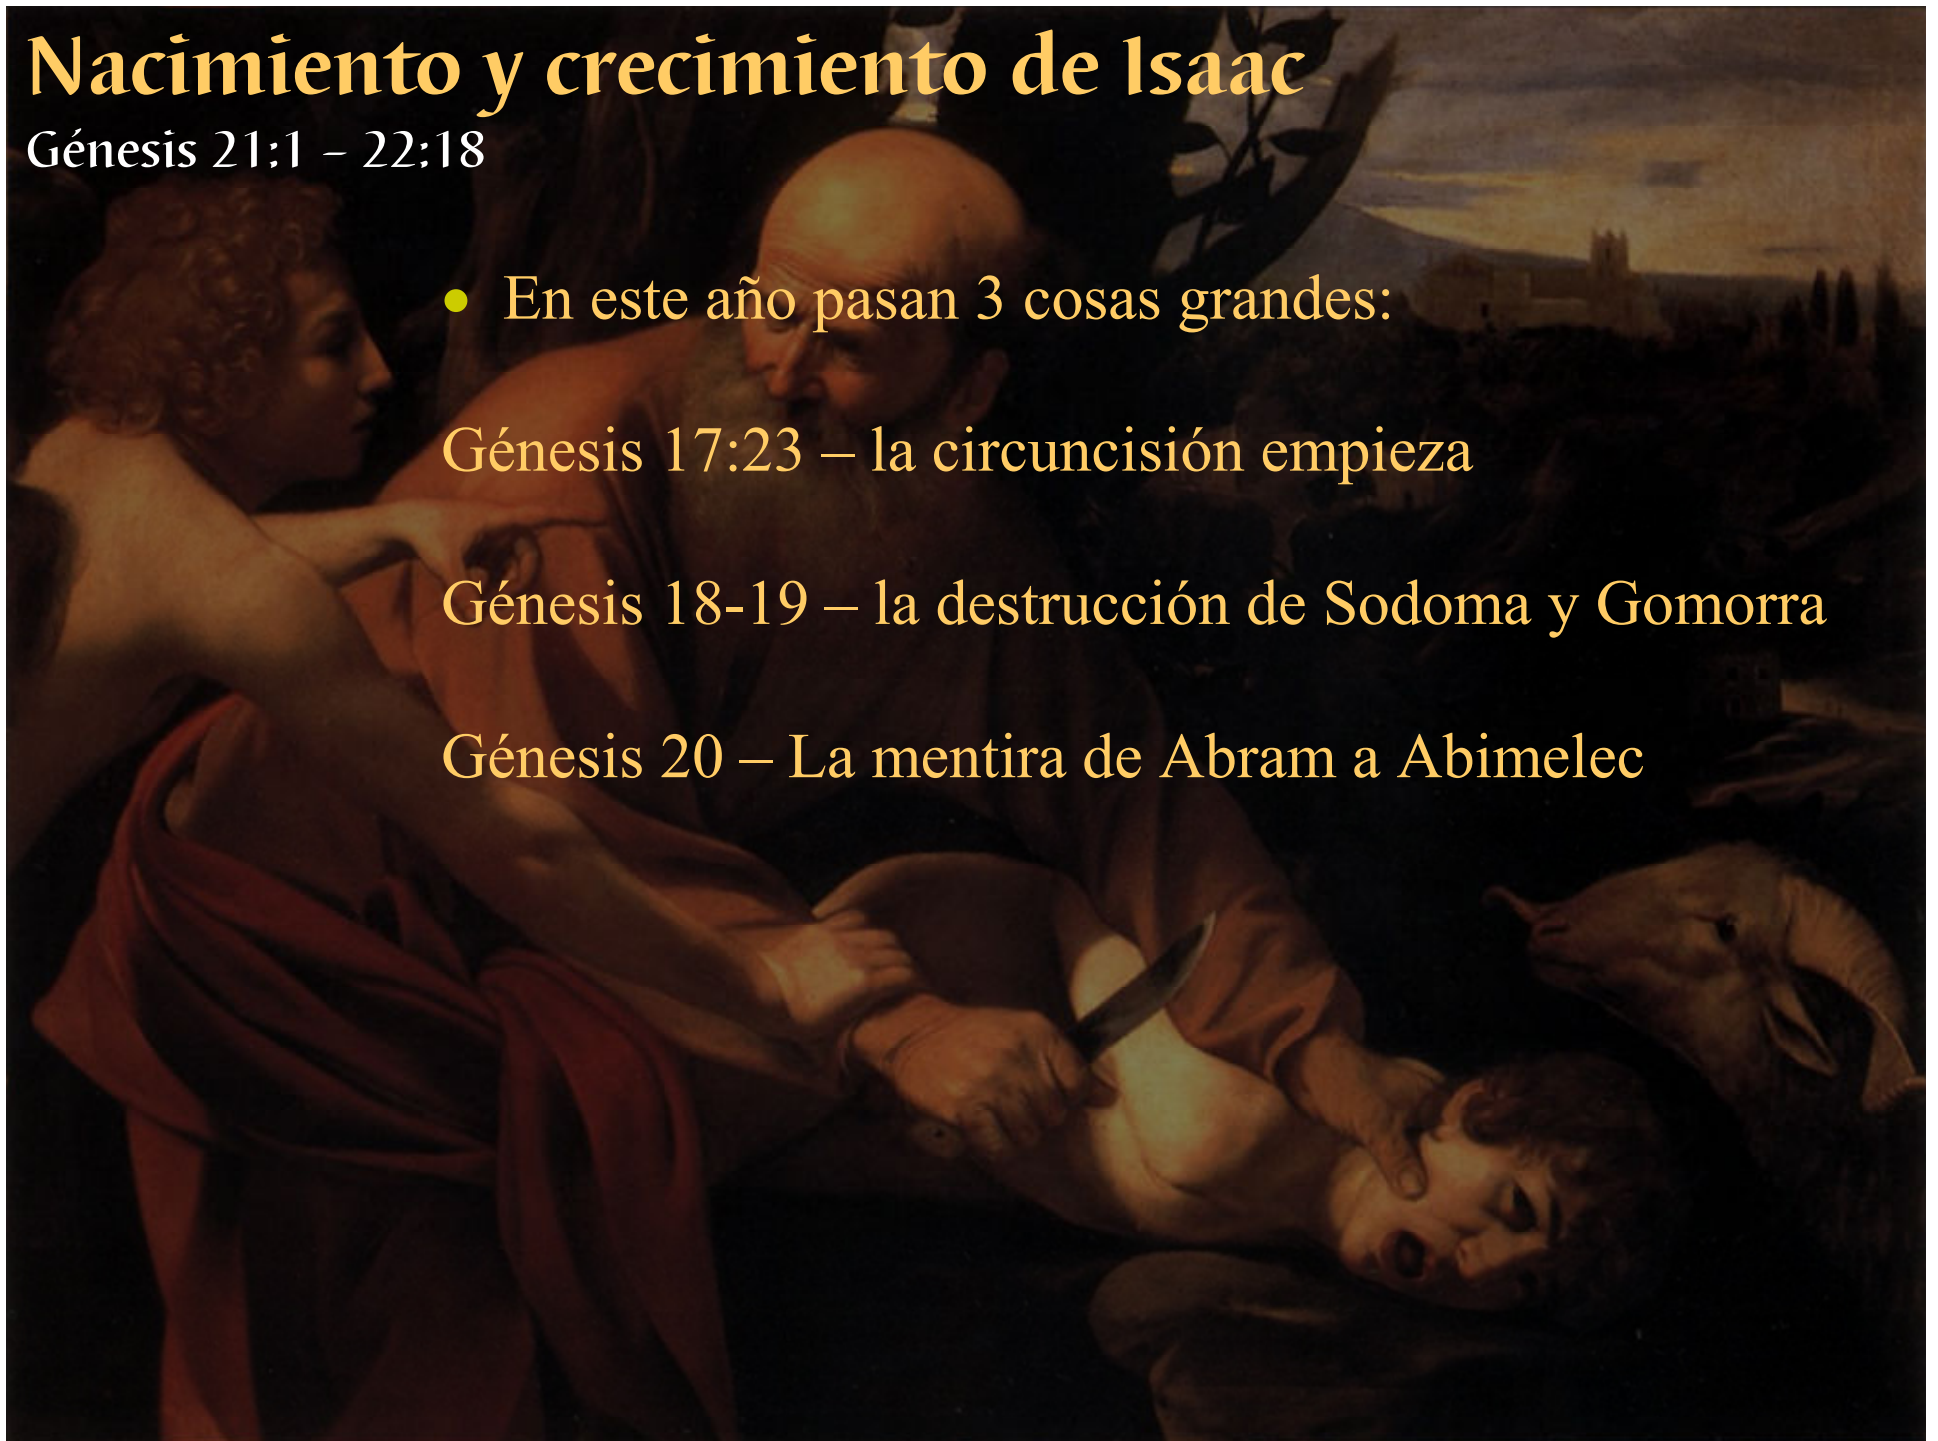 Nacimiento y crecimiento de Isaac
Génesis 21:1 – 22:18
• En este año pasan 3 cosas grandes:
Génesis 17:23 – la circuncisión empieza
Génesis 18-19 – la destrucción de Sodoma y Gomorra
Génesis 20 – La mentira de Abram a Abimelec